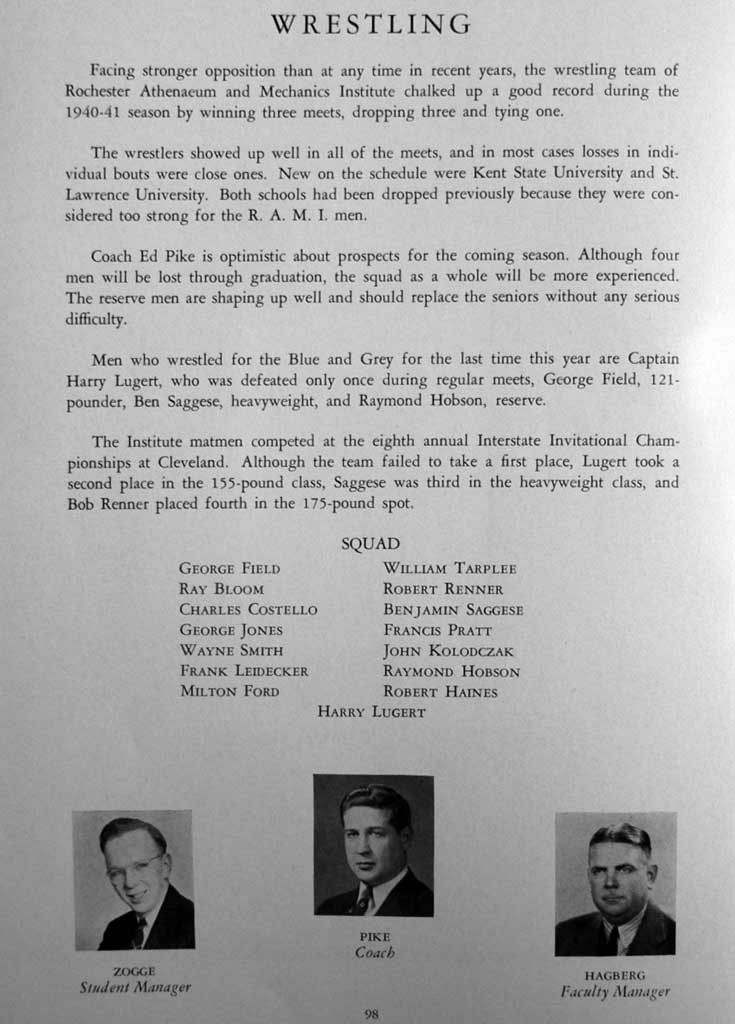 WRESTLING
Facing stronger opposition than at any time in recent years, the wrestling team of
Rochester Athenaeum and Mechanics Institute chalked up a good record during the
1940-41 season by winning three meets, dropping three and tying one.
The wrestlers showed up well in all of the meets, and in most cases losses in indi-
vidual bouts were close ones. New on the schedule were Kent State University and St.
Lawrence University. Both schools had been dropped previously because they were con-
sidered too strong for the R. A. M. I. men.
Coach Ed Pike is optimistic about prospects for the coming season. Although four
men will be lost through graduation, the squad as a whole will be more experienced.
The reserve men are shaping up well and should replace the seniors without any serious
difficulty.
Men who wrestled for the Blue and Grey for the last time this year are Captain
Harry Lugert, who was defeated only once during regular meets, George Field, 121-
pounder, Ben Saggese, heavyweight, and Raymond Hobson, reserve.
The Institute matmen competed at the eighth annual Interstate Invitational Cham-
pionships at Cleveland. Although the team failed to take a first place, Lugert took a
second place in the 155-pound class, Saggese was third in the heavyweight class, and
Bob Renner placed fourth in the 175-pound spot.
SQUAD
GEORGE FIELD WILLIAM TARPLEE
RAY BLOOM ROBERT RENNER
CHARLES COSTELLO BENJAMIN SAGGESE
GEORGE JONES FRANCIS PRATT
WAYNE SMITH JOHN KOLODCZAK
FRANK LEIDECKER RAYMOND HOBSON
MILTON FORD ROBERT HAINES
HARRY LUGERT
PIKE
Coach
ZOGGE
Student Manager
HAGBERG
Faculty Manager
98